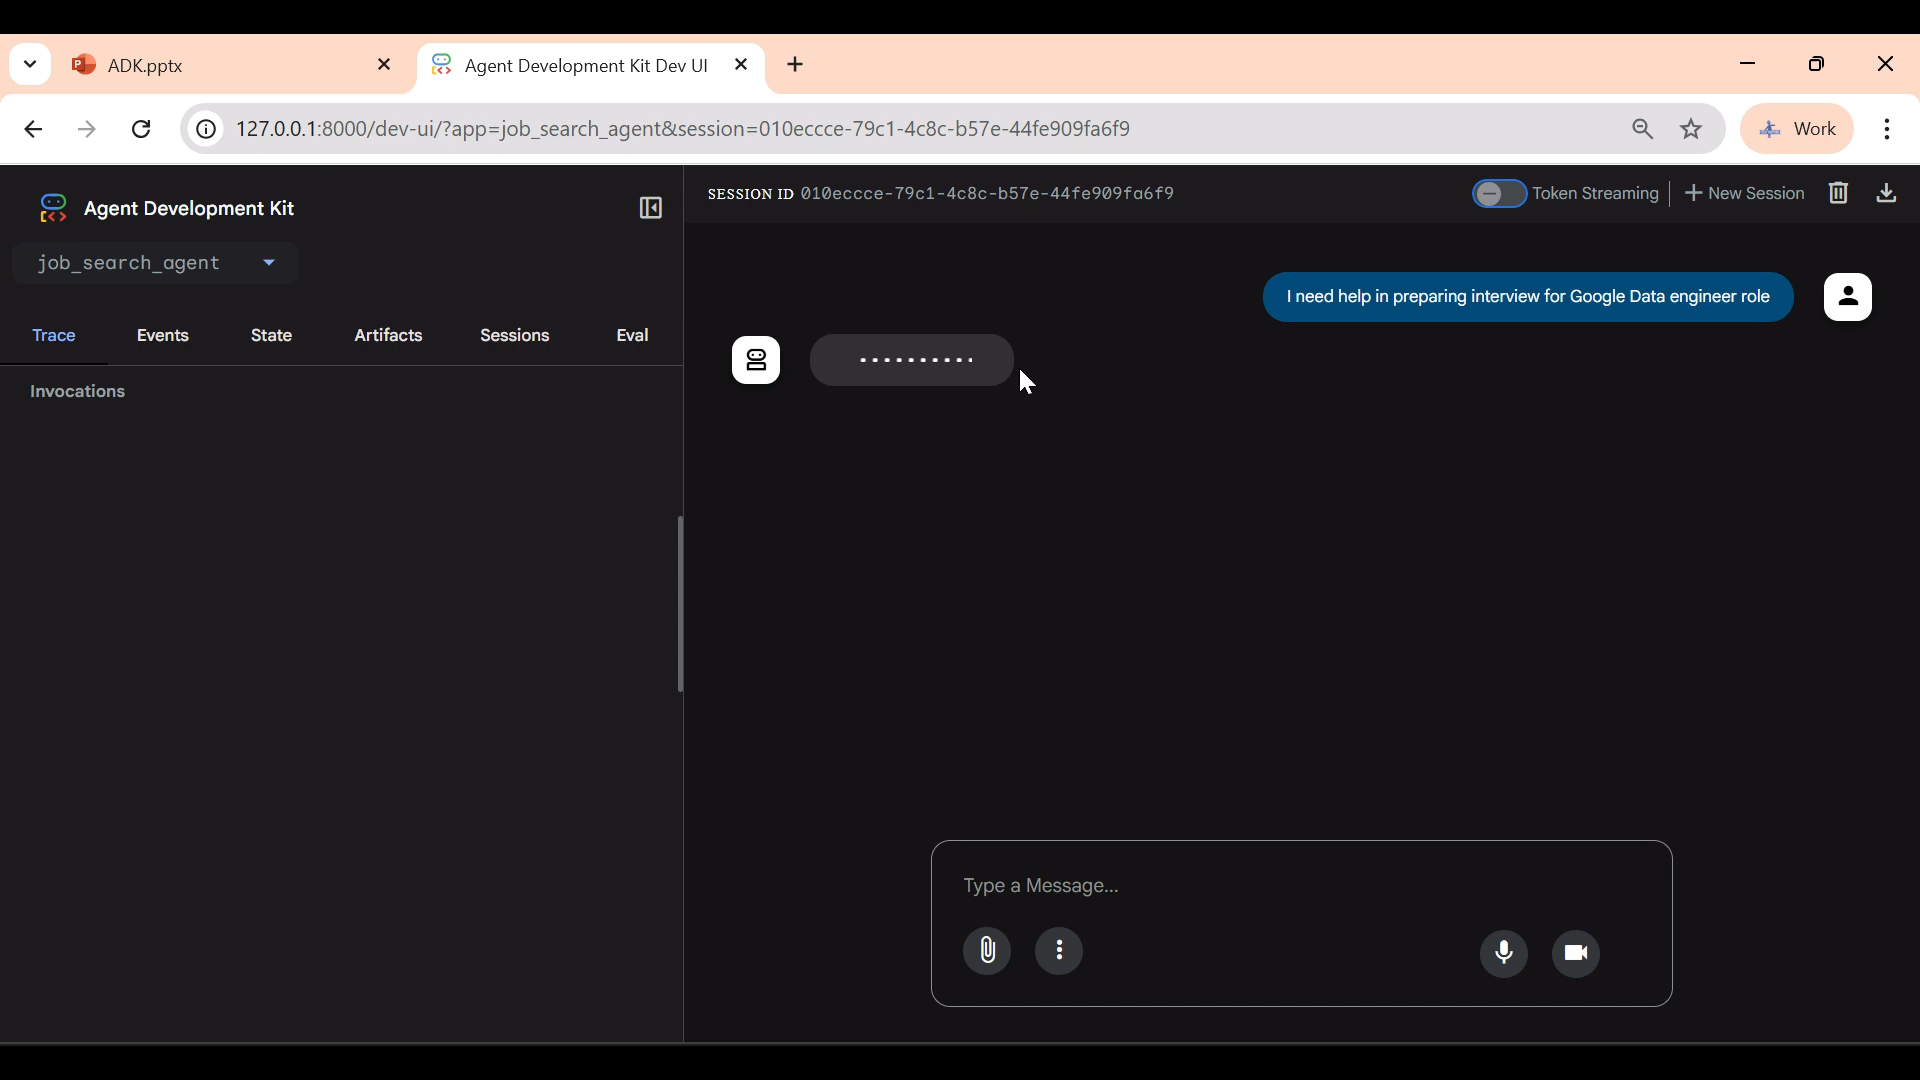 ADK.pptx
Agent Development Kit Dev UI
127.0.0.1:8000/dev-ui/?app=job_search_agent&session=010eccce-79c1-4c8c-b57e-44fe909fa6f9
Work
Agent Development Kit
SESSION ID 010eccce-79c1-4c8c-b57e-44fe909fa6f9
Token Streaming
New Session
job_search_agent
I need help in preparing interview for Google Data engineer role
Trace Events State Artifacts Sessions Eval
Invocations
Type a Message...